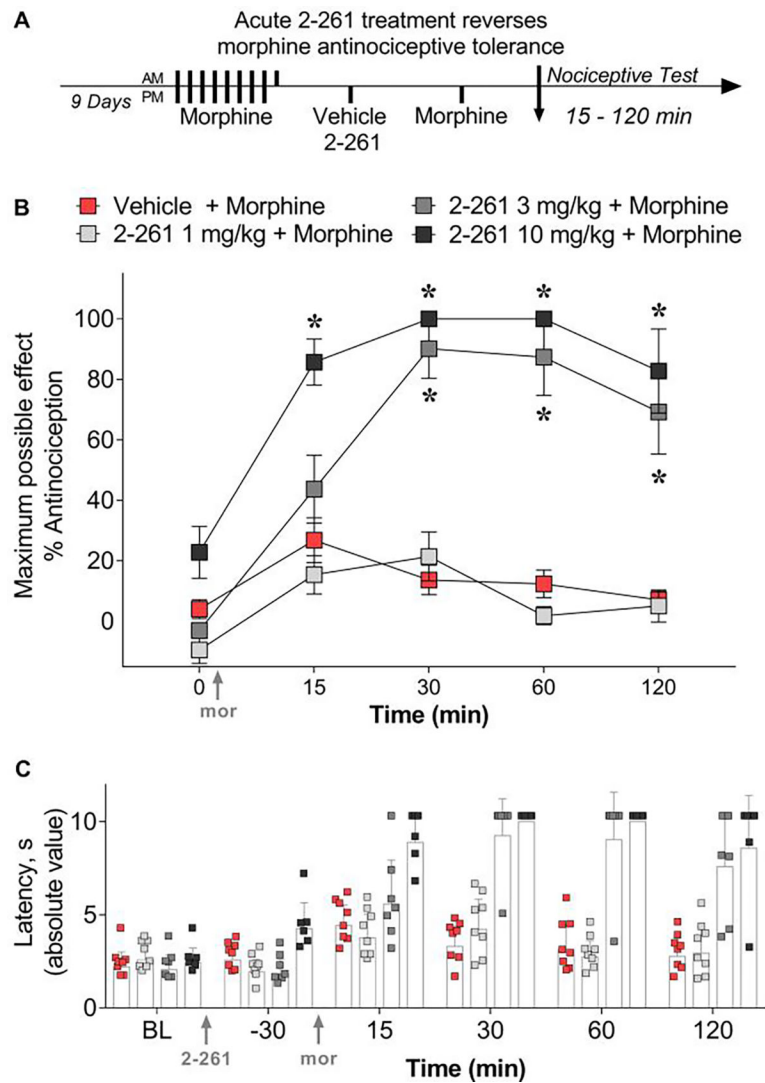 A
Acute 2-261 treatment reverses
morphine antinociceptive tolerance
AM
PM
9 Days
Morphine
Vehicle
2-261
Morphine
Nociceptive Test
15 - 120 min
B
Vehicle + Morphine
2-261 3 mg/kg + Morphine
2-261 1 mg/kg + Morphine
2-261 10 mg/kg + Morphine
Maximum possible effect
% Antinociception
100
80
60
40
20
0
* * * *
* * *
0 15 30 60 120
mor
Time (min)
C
Latency, s
(absolute value)
10
5
0
BL -30 15 30 60 120
2-261 mor
Time (min)